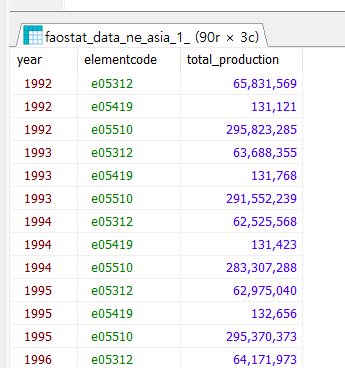 faostat_data_ne_asia_1_ (90r × 3c)
year elementcode total_production
1992 e05312 65,831,569
1992 e05419 131,121
1992 e05510 295,823,285
1993 e05312 63,688,355
1993 e05419 131,768
1993 e05510 291,552,239
1994 e05312 62,525,568
1994 e05419 131,423
1994 e05510 283,307,288
1995 e05312 62,975,040
1995 e05419 132,656
1995 e05510 295,370,373
1996 e05312 64,171,973